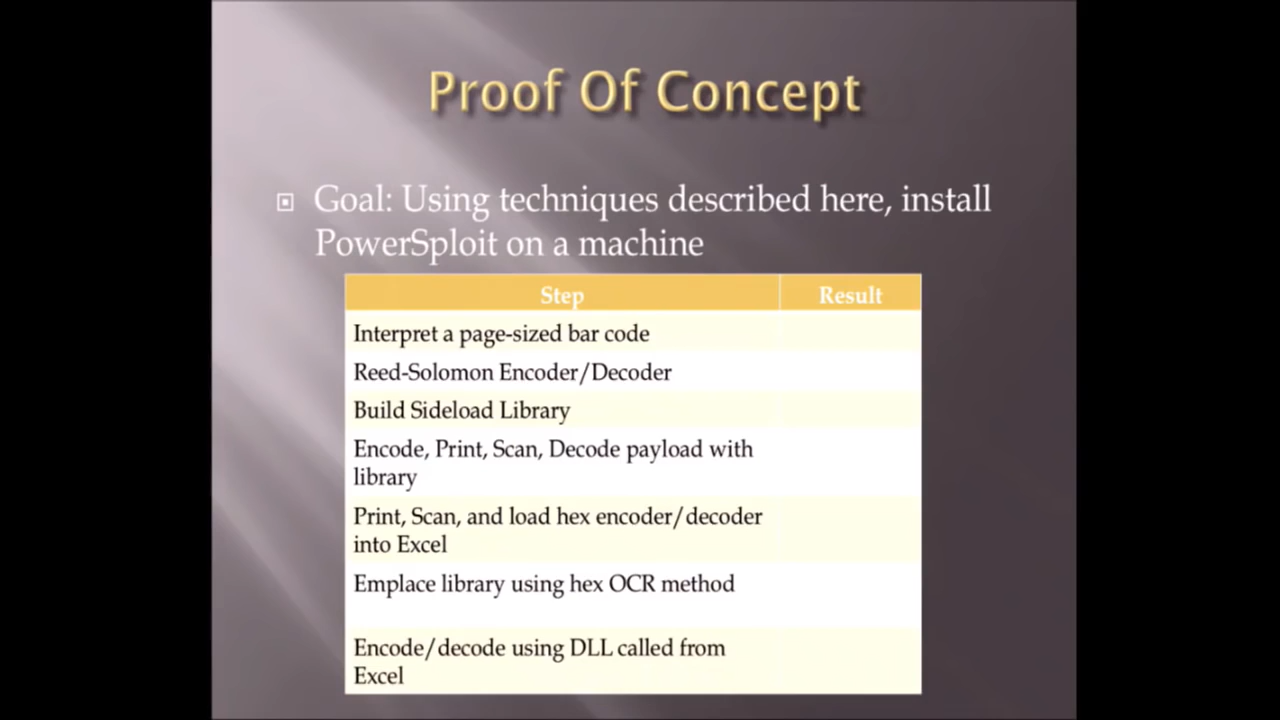 Proof Of Concept
Goal: Using techniques described here, install
PowerSploit on a machine
Step Result
Interpret a page-sized bar code
Reed-Solomon Encoder/Decoder
Build Sideload Library
Encode, Print, Scan, Decode payload with
library
Print, Scan, and load hex encoder/decoder
into Excel
Emplace library using hex OCR method
Encode/decode using DLL called from
Excel